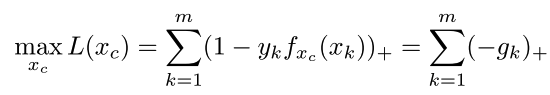 max_{x_c} L(x_c) = \sum_{k=1}^{m} (1 - y_k f_{x_c}(x_k))_+ = \sum_{k=1}^{m} (-g_k)_+